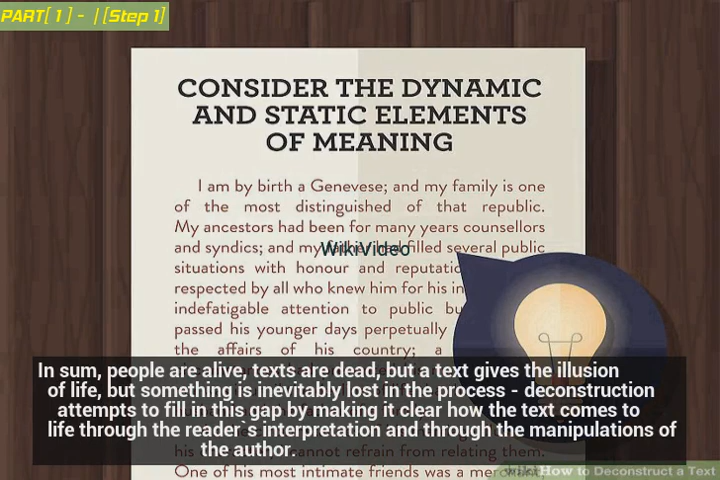 PART[ 1 ] - | [Step 1]
CONSIDER THE DYNAMIC
AND STATIC ELEMENTS
OF MEANING
I am by birth a Genevese; and my family is one
of the most distinguished of that republic.
My ancestors had been for many years counsellors
and syndics; and my father had filled several public
WikiVideo
situations with honour and
respected by all who knew him for his
indefatigable attention to public
passed his younger days perpetually
the affairs of his country; a
In sum, people are alive, texts are dead, but a text gives the illusion
of life, but something is inevitably lost in the process - deconstruction
attempts to fill in this gap by making it clear how the text comes to
life through the reader`s interpretation and through the manipulations of
the author.
cannot refrain from relating them.
One of his most intimate friends was a
wikiHow to Deconstruct a Text